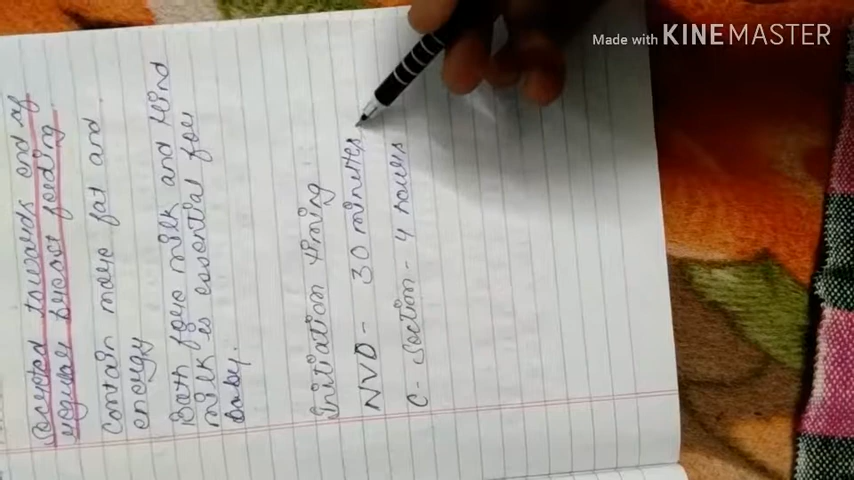 secreted towards end of
regular breast feeding
contain more fat and
energy
Both fore milk and Hind
milk is essential for
baby.
Initiation timing
NVD - 30 minutes
C - Section - 4 hours
Made with KINEMASTER